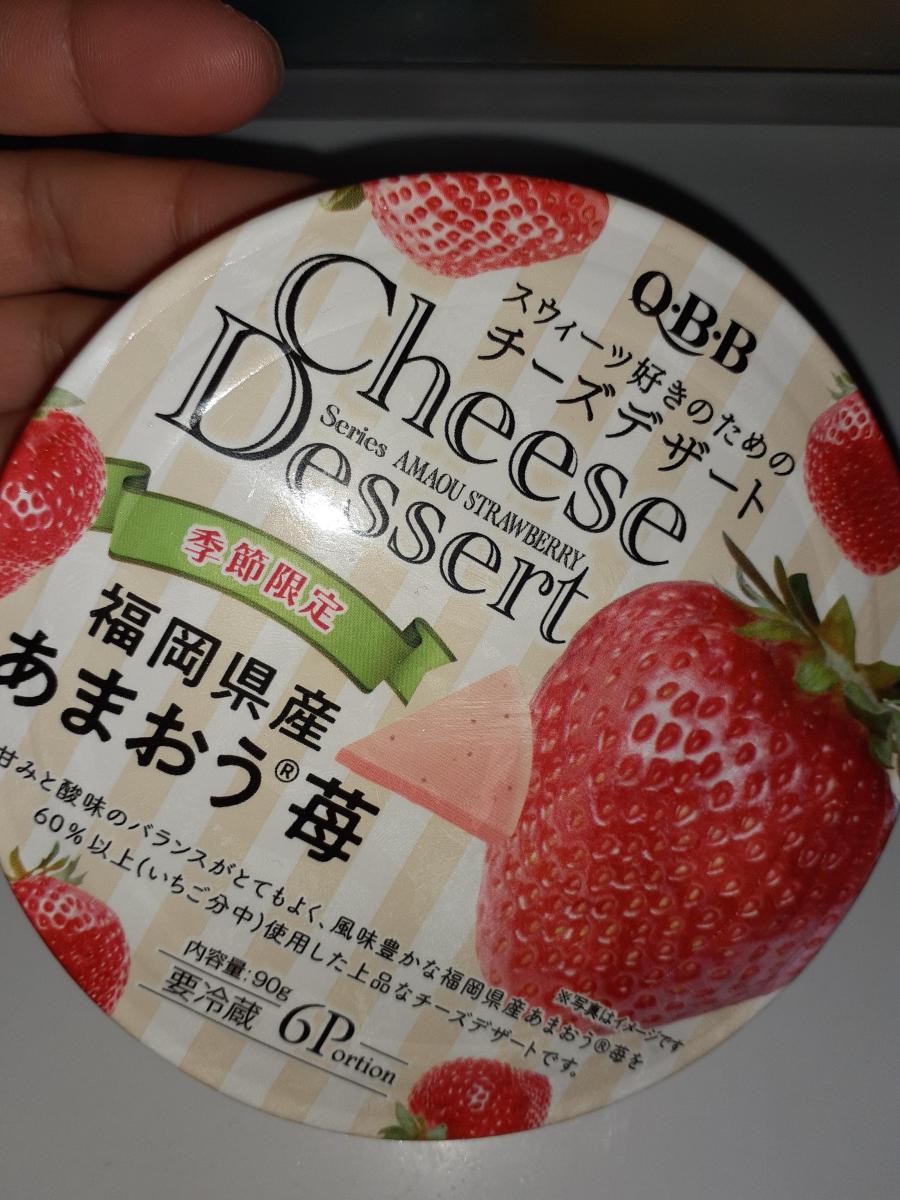 Q·B·B
スウィーツ好きのための
チーズデザート
Cheese
Series AMAOU STRAWBERRY
Dessert
季節限定
福岡県産
あまおう®苺
甘みと酸味のバランスがとてもよく、風味豊かな福岡県産あまおう®苺を
60%以上(いちご分中)使用した上品なチーズデザートです。
※写真はイメージです
内容量:90g
要冷蔵
6Portion